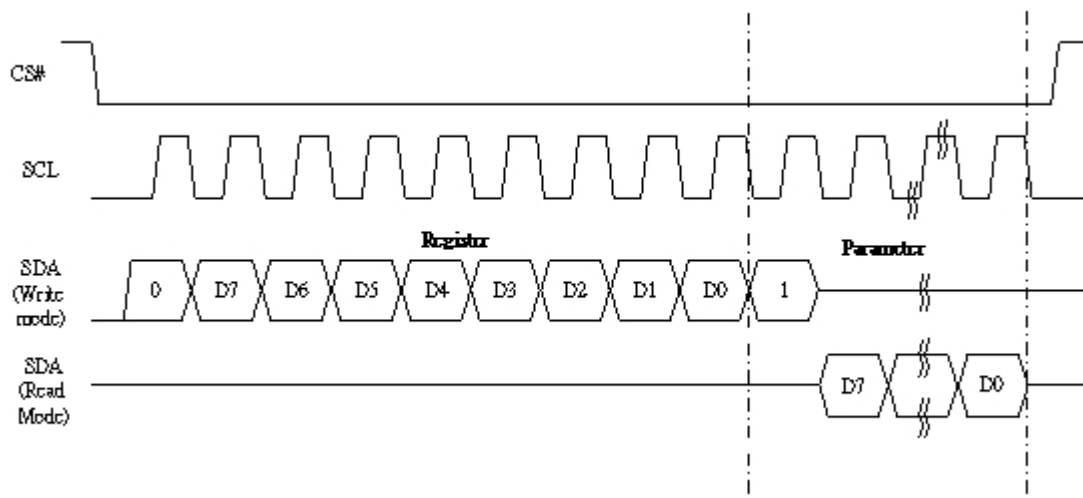 CS#
SCL
Register
Parameter
SDA
(Write
mode)
0 D7 D6 D5 D4 D3 D2 D1 D0 1
SDA
(Read
Mode)
D7 D0